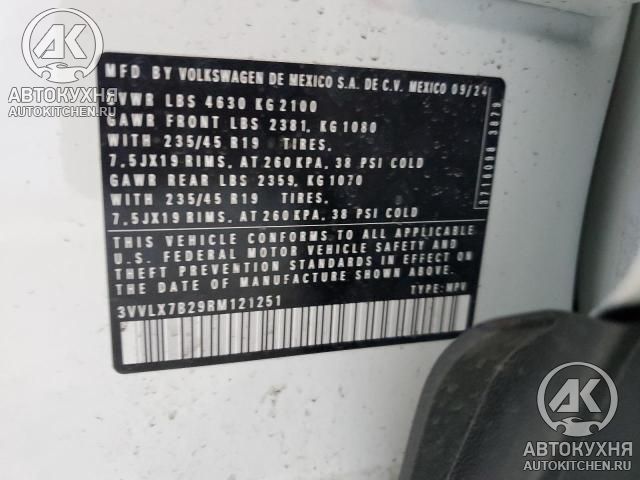 MFD. BY VOLKSWAGEN DE MEXICO S.A. DE C.V. MEXICO 09/24
GVWR LBS 4630 KG 2100
GAWR FRONT LBS 2381, KG 1080
WITH 235/45 R19 TIRES,
7,5JX19 RIMS, AT 260 KPA, 38 PSI COLD
GAWR REAR LBS 2359, KG 1070
WITH 235/45 R19 TIRES,
7,5JX19 RIMS, AT 260 KPA, 38 PSI COLD
THIS VEHICLE CONFORMS TO ALL APPLICABLE
U.S. FEDERAL MOTOR VEHICLE SAFETY AND
THEFT PREVENTION STANDARDS IN EFFECT ON
THE DATE OF MANUFACTURE SHOWN ABOVE.
3VVLX7B29RM121251 TYPE: MPV
3710098 3879
АК
АВТОКУХНЯ
AUTOKITCHEN.RU
АК
АВТОКУХНЯ
AUTOKITCHEN.RU